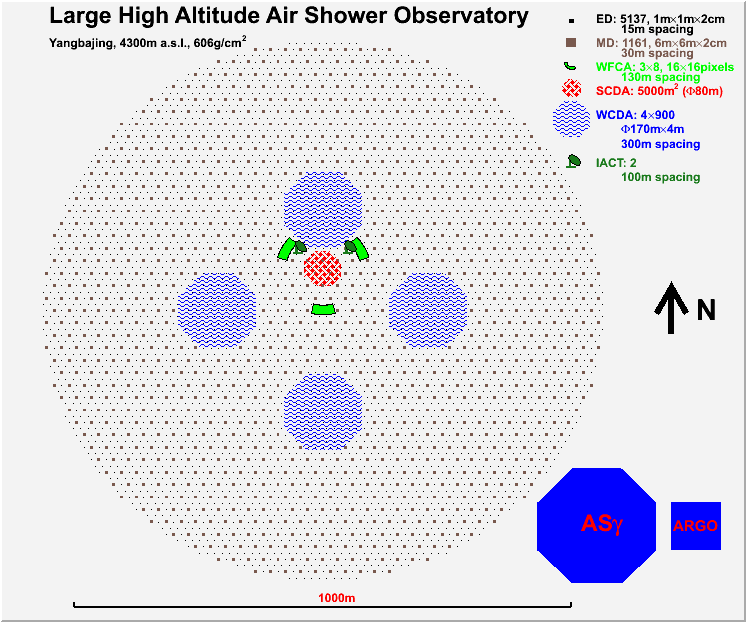 Large High Altitude Air Shower Observatory
Yangbajing, 4300m a.s.l., 606g/cm²
ED: 5137, 1m×1m×2cm
15m spacing
MD: 1161, 6m×6m×2cm
30m spacing
WFCA: 3×8, 16×16pixels
130m spacing
SCDA: 5000m² (Φ80m)
WCDA: 4×900
Φ170m×4m
300m spacing
IACT: 2
100m spacing
N
ASγ
ARGO
1000m